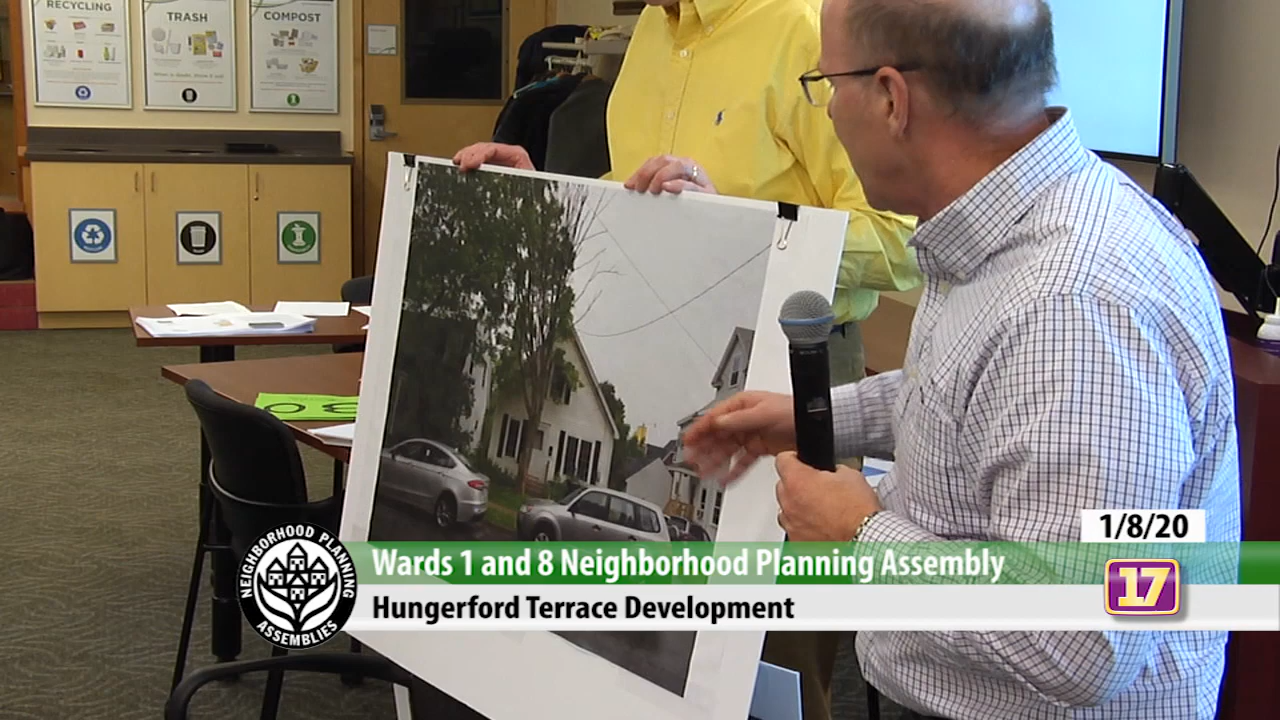 RECYCLING
TRASH
COMPOST
30
1/8/20
Wards 1 and 8 Neighborhood Planning Assembly
17
Hungerford Terrace Development
NEIGHBORHOOD PLANNING
ASSEMBLIES